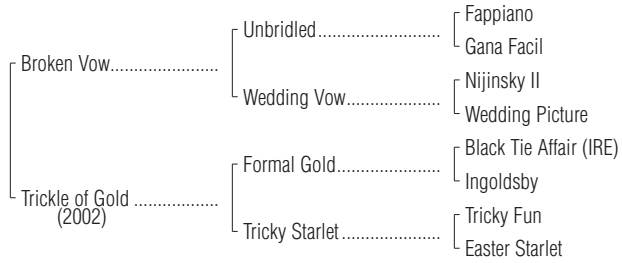 Fappiano
Unbridled
Gana Facil
Broken Vow
Nijinsky II
Wedding Vow
Wedding Picture
Black Tie Affair (IRE)
Formal Gold
Ingoldsby
Trickle of Gold
(2002)
Tricky Fun
Tricky Starlet
Easter Starlet